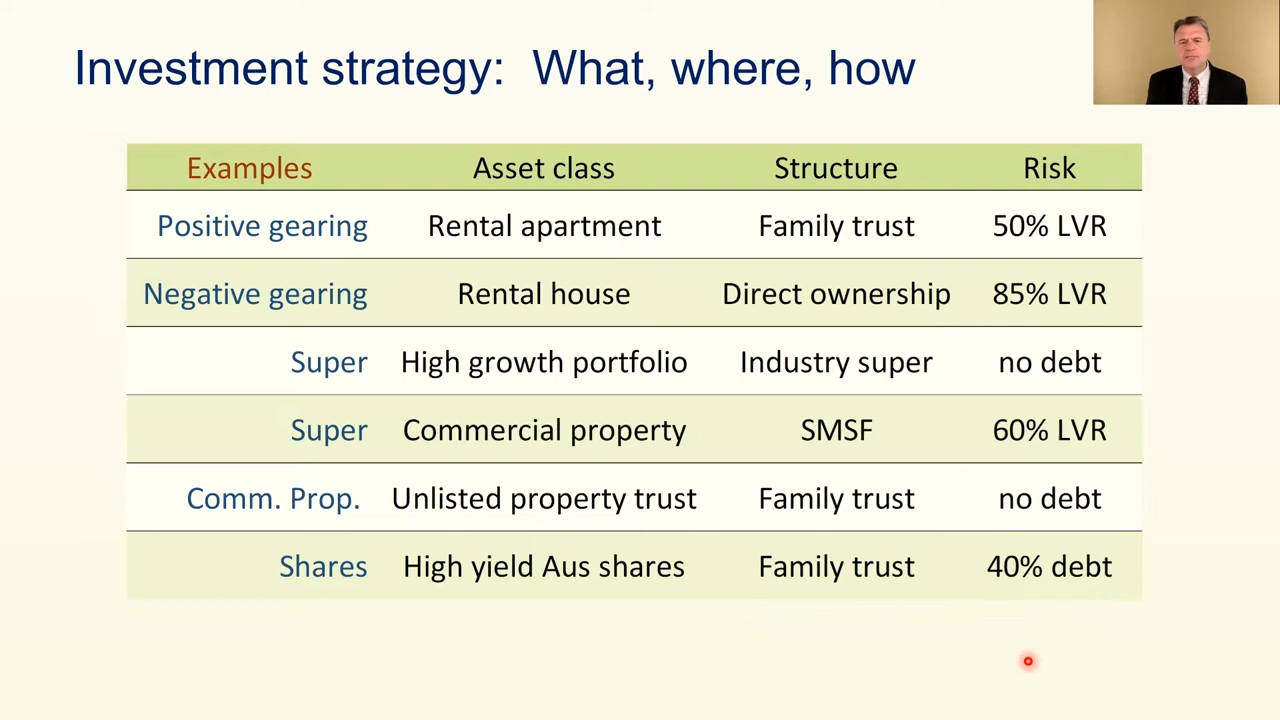 Investment strategy: What, where, how
Examples Asset class Structure Risk
Positive gearing Rental apartment Family trust 50% LVR
Negative gearing Rental house Direct ownership 85% LVR
Super High growth portfolio Industry super no debt
Super Commercial property SMSF 60% LVR
Comm. Prop. Unlisted property trust Family trust no debt
Shares High yield Aus shares Family trust 40% debt